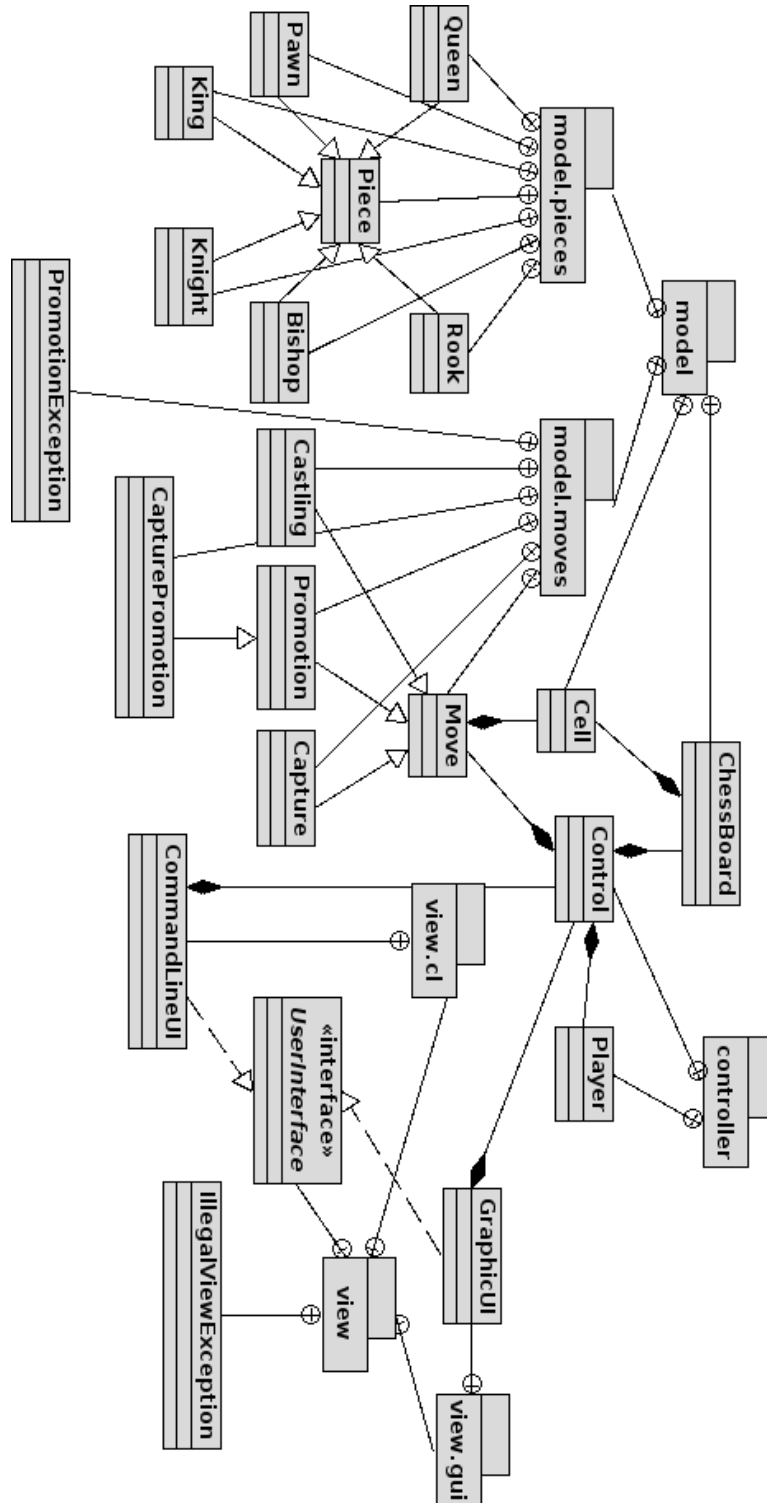 model
controller
view.gui
ChessBoard
model.pieces
model.moves
Cell
Control
Player
view.cl
GraphicUI
view
Queen
Rook
Move
Piece
Pawn
Bishop
Castling
Promotion
Capture
«interface»
UserInterface
King
Knight
CapturePromotion
CommandLineUI
IllegalViewException
PromotionException